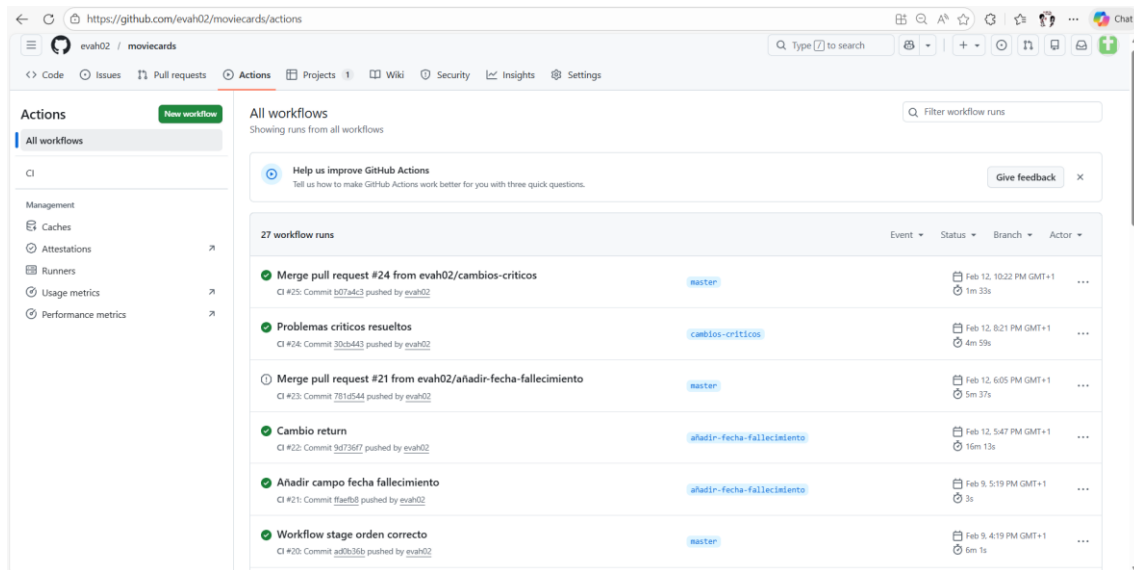 https://github.com/evah02/moviecards/actions
Chat
evah02 / moviecards
Type / to search
Code Issues Pull requests Actions Projects 1 Wiki Security Insights Settings
Actions
New workflow
All workflows
CI
Management
Caches
Attestations
Runners
Usage metrics
Performance metrics
All workflows
Showing runs from all workflows
Filter workflow runs
Help us improve GitHub Actions
Tell us how to make GitHub Actions work better for you with three quick questions.
Give feedback
27 workflow runs
Event Status Branch Actor
Merge pull request #24 from evah02/cambios-criticos
CI #25: Commit b07a4c3 pushed by evah02
master
Feb 12, 10:22 PM GMT+1
1m 33s
Problemas criticos resueltos
CI #24: Commit 30cb443 pushed by evah02
cambios-criticos
Feb 12, 8:21 PM GMT+1
4m 59s
Merge pull request #21 from evah02/añadir-fecha-fallecimiento
CI #23: Commit 781d544 pushed by evah02
master
Feb 12, 6:05 PM GMT+1
5m 37s
Cambio return
CI #22: Commit 9d736f7 pushed by evah02
añadir-fecha-fallecimiento
Feb 12, 5:47 PM GMT+1
16m 13s
Añadir campo fecha fallecimiento
CI #21: Commit ffaefb8 pushed by evah02
añadir-fecha-fallecimiento
Feb 9, 5:19 PM GMT+1
3s
Workflow stage orden correcto
CI #20: Commit ad0b36b pushed by evah02
master
Feb 9, 4:19 PM GMT+1
6m 1s